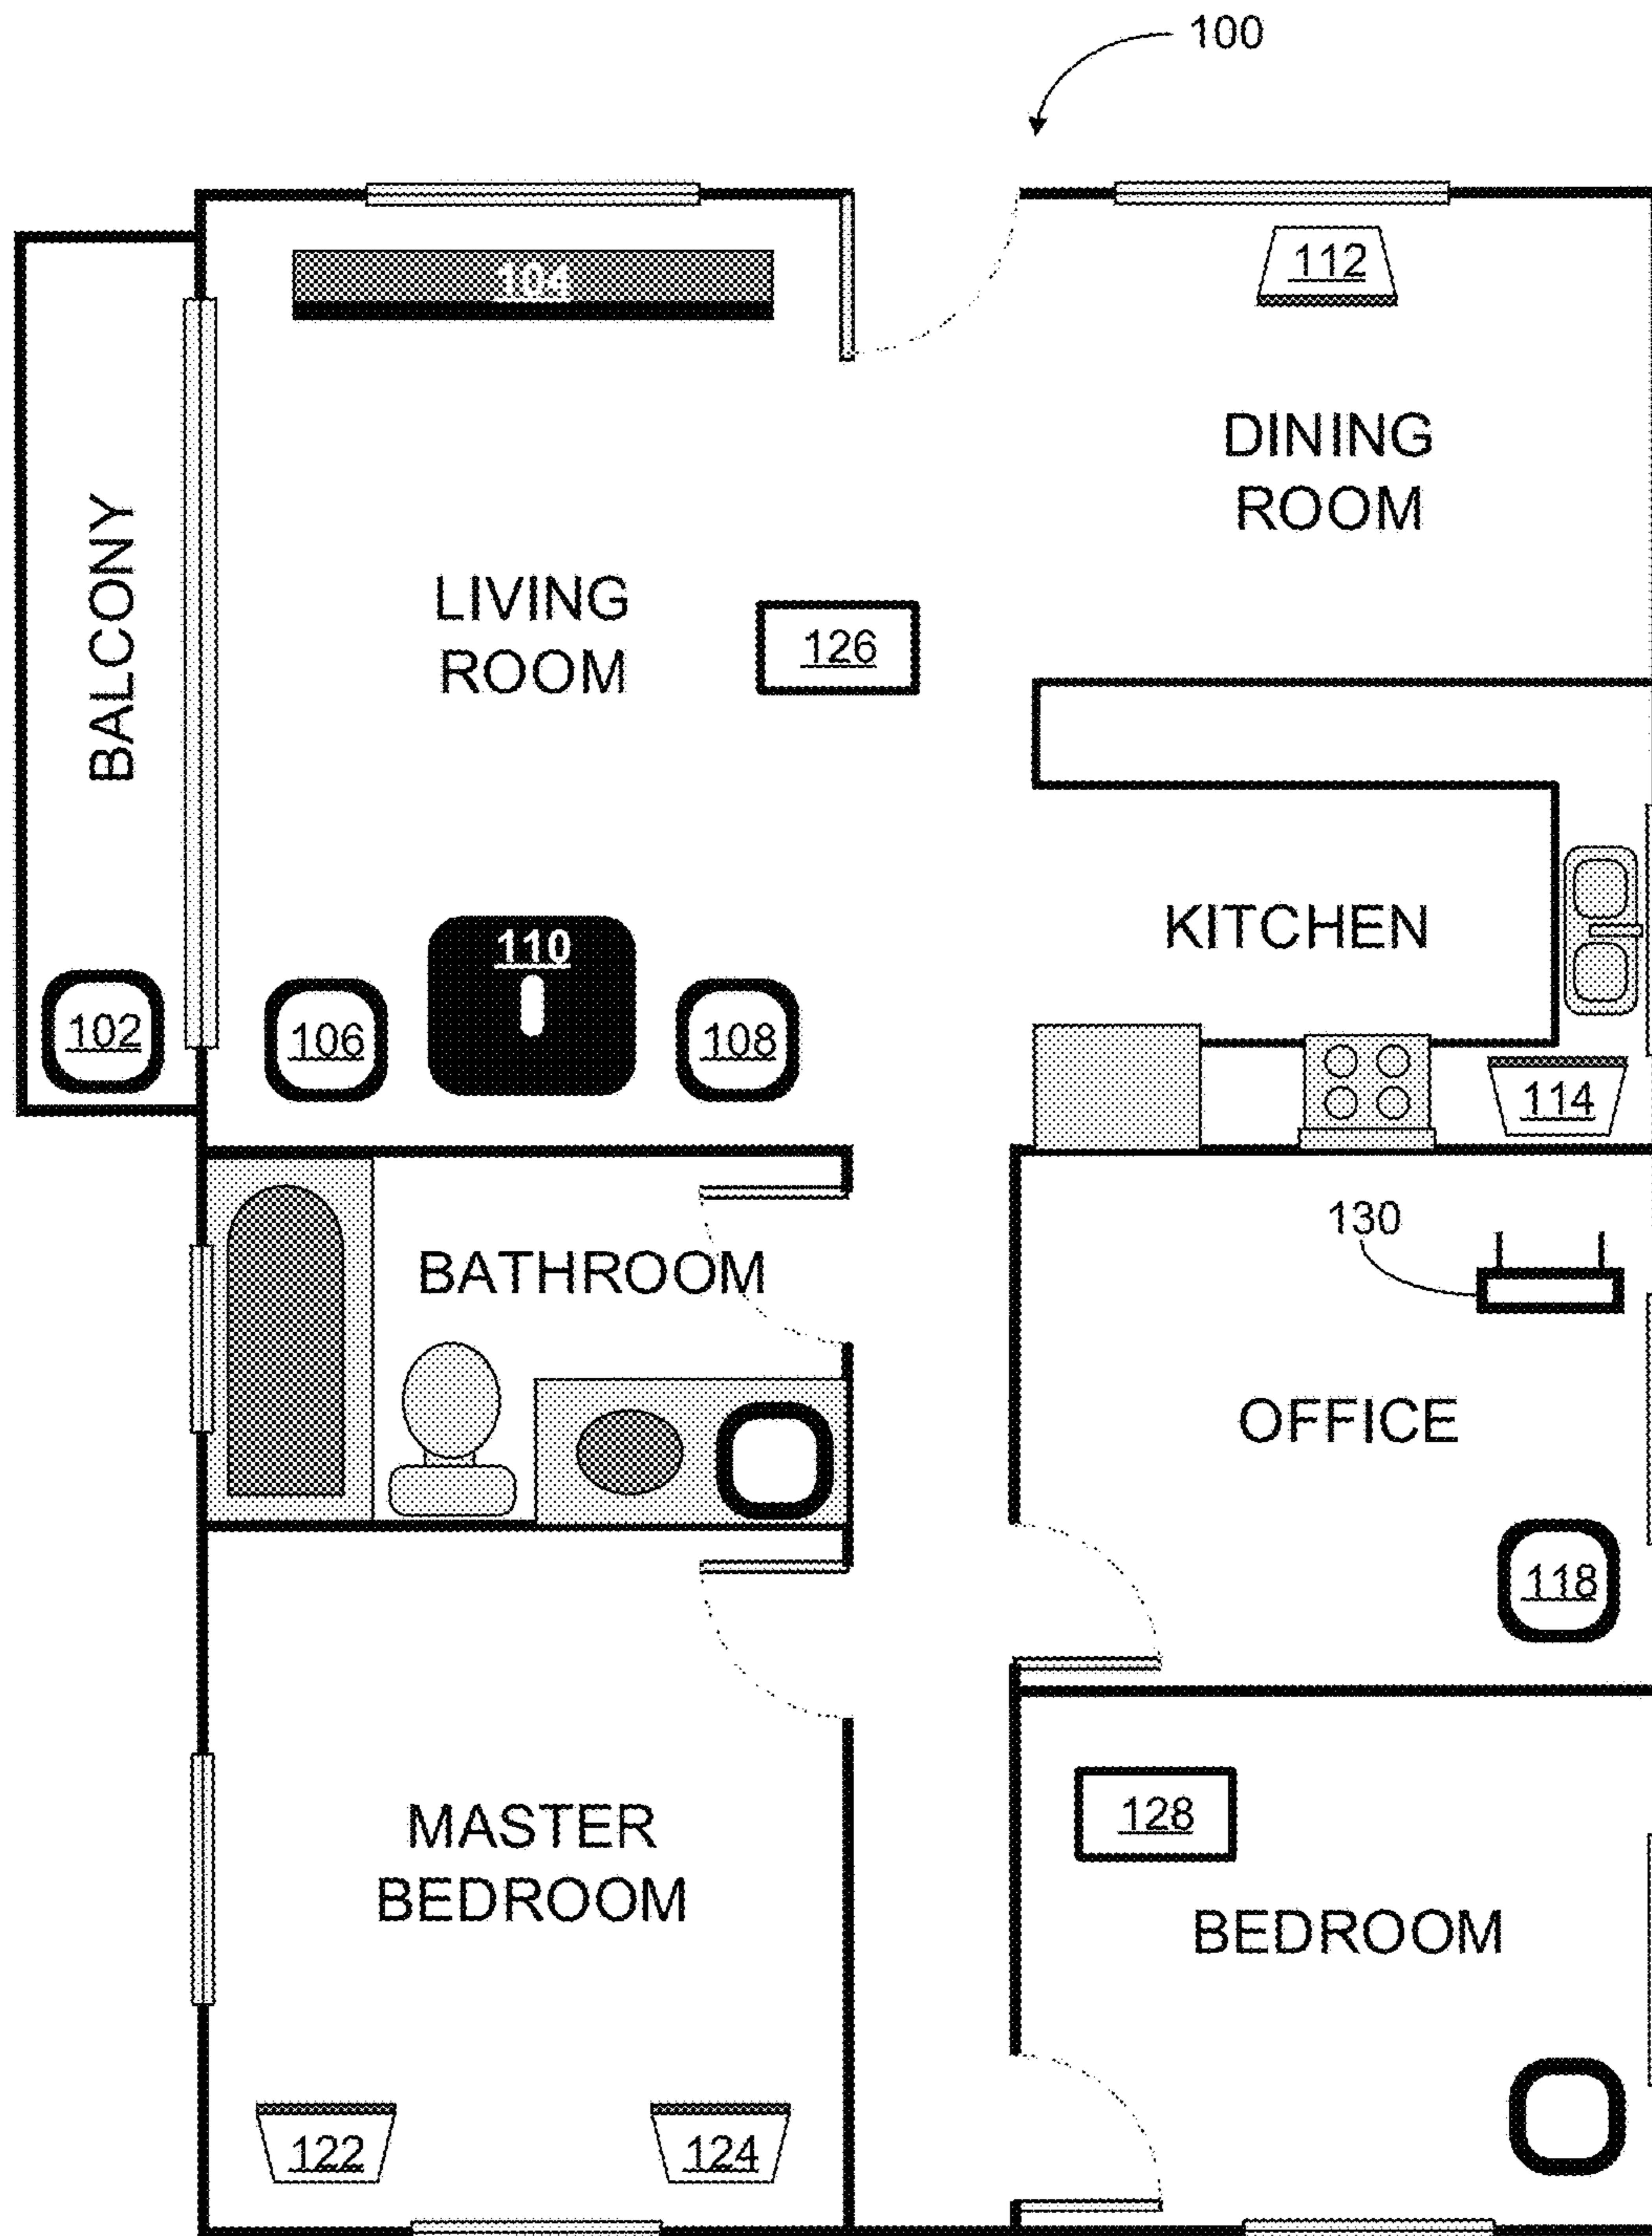 100
104
112
DINING
ROOM
BALCONY
LIVING
ROOM
126
110
KITCHEN
102
106
108
114
130
BATHROOM
OFFICE
118
MASTER
BEDROOM
128
BEDROOM
122
124